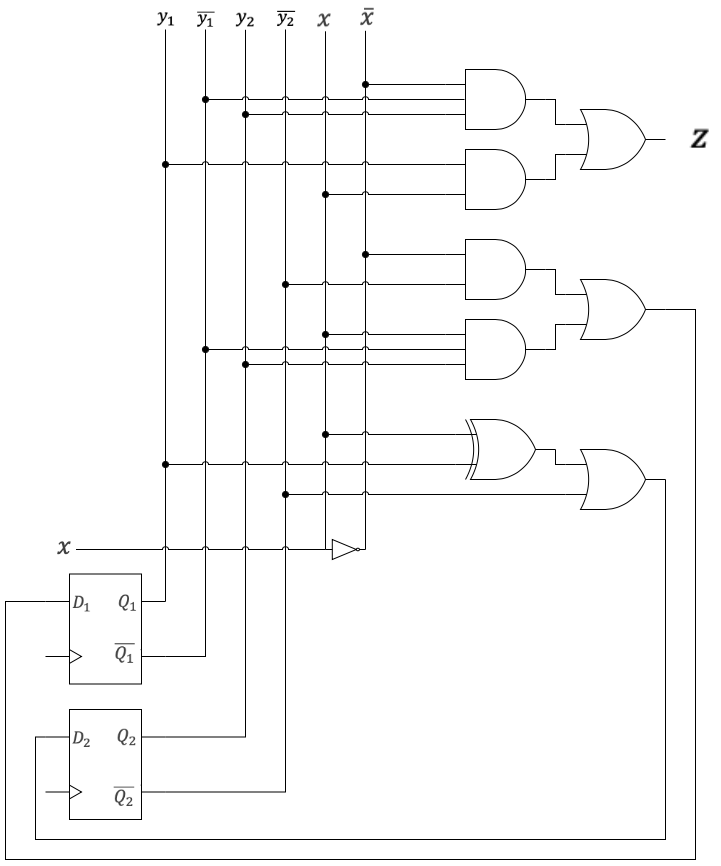 y₁ y̅₁ y₂ y̅₂ x x̄
Z
x
D₁ Q₁
Q̅₁
D₂ Q₂
Q̅₂